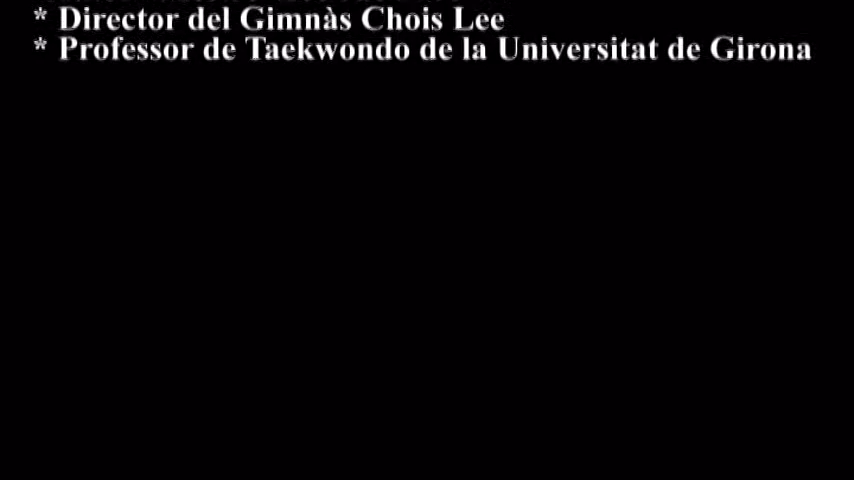 * Director del Gimnàs Chois Lee
* Professor de Taekwondo de la Universitat de Girona